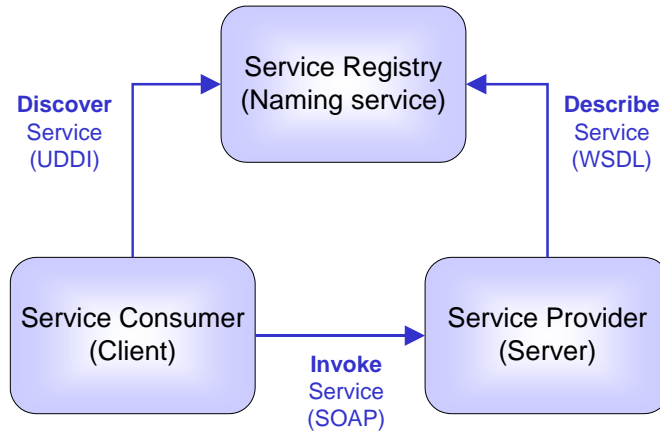 Service Registry
(Naming service)
Discover
Service
(UDDI)
Describe
Service
(WSDL)
Service Consumer
(Client)
Service Provider
(Server)
Invoke
Service
(SOAP)